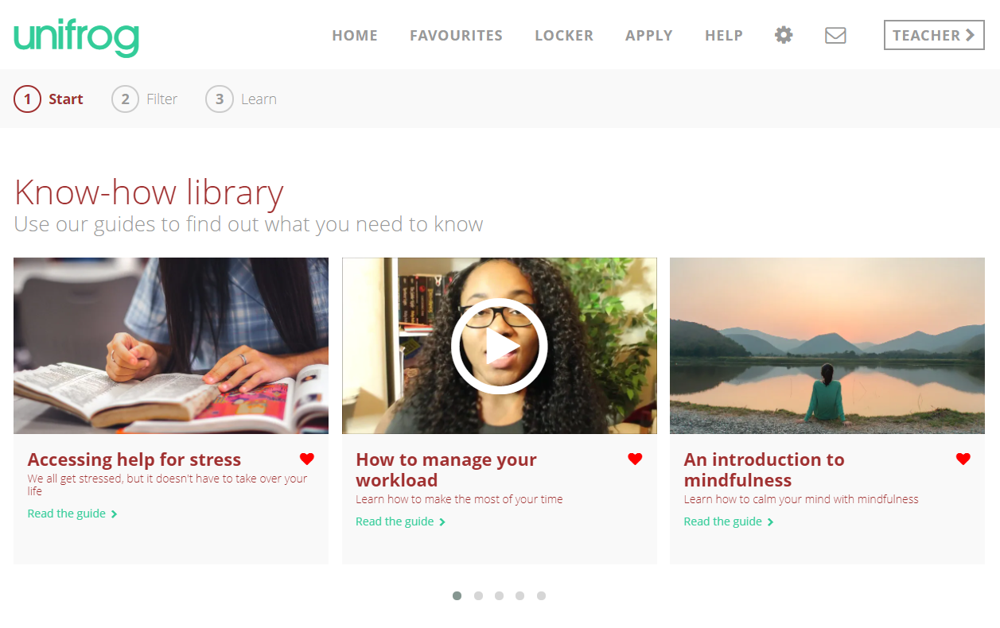 unifrog
HOME FAVOURITES LOCKER APPLY HELP TEACHER
1 Start 2 Filter 3 Learn
Know-how library
Use our guides to find out what you need to know
Accessing help for stress
We all get stressed, but it doesn't have to take over your
life
Read the guide
How to manage your
workload
Learn how to make the most of your time
Read the guide
An introduction to
mindfulness
Learn how to calm your mind with mindfulness
Read the guide